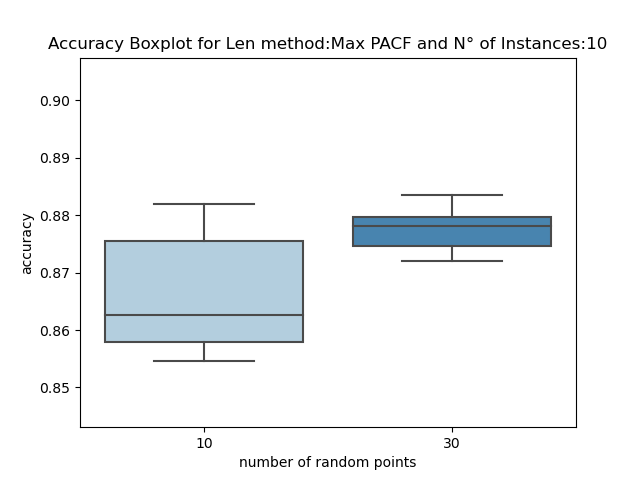 Accuracy Boxplot for Len method:Max PACF and N° of Instances:10
0.90
0.89
0.88
0.87
0.86
0.85
accuracy
10 30
number of random points